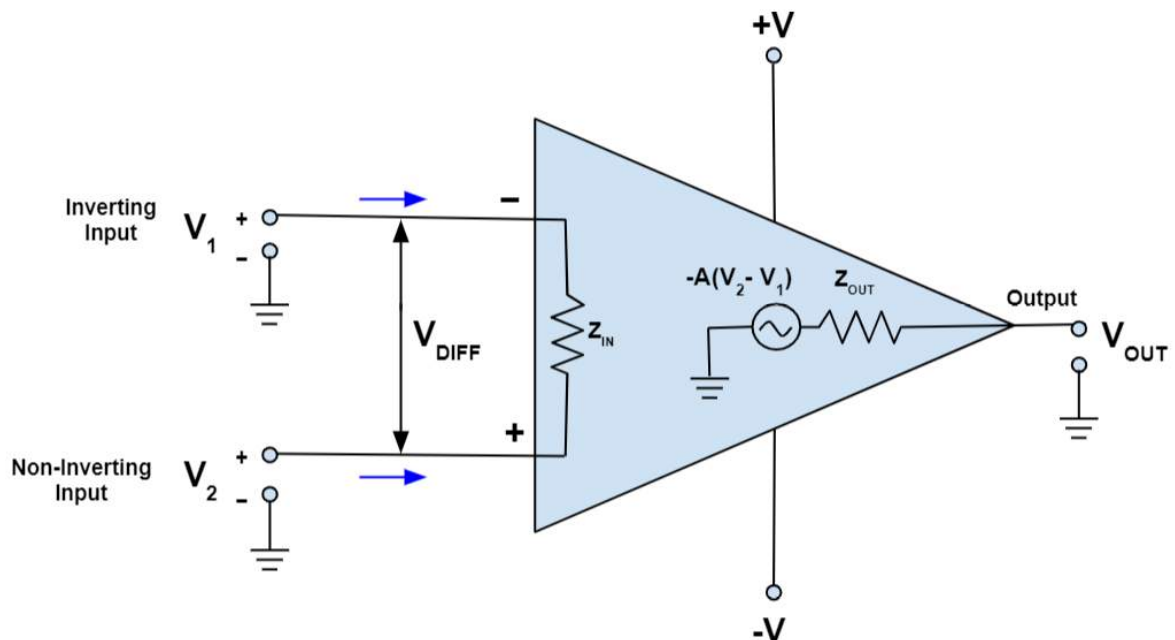 +V
Inverting
Input
V1
+
-
-
+
V2
+
-
Non-Inverting
Input
VDIFF
ZIN
-A(V2- V1)
ZOUT
Output
VOUT
-V